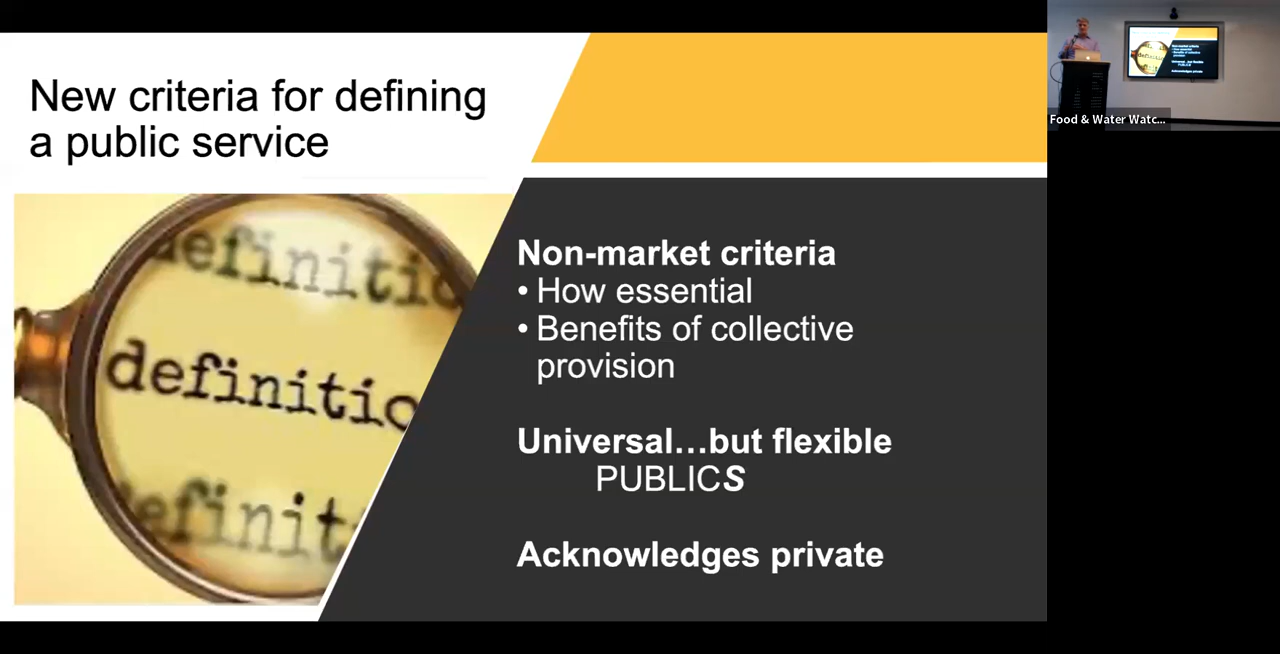 New criteria for defining
a public service
definitio
definitio
definit
Non-market criteria
• How essential
• Benefits of collective
provision
Universal…but flexible
PUBLICS
Acknowledges private
Food & Water Watc...